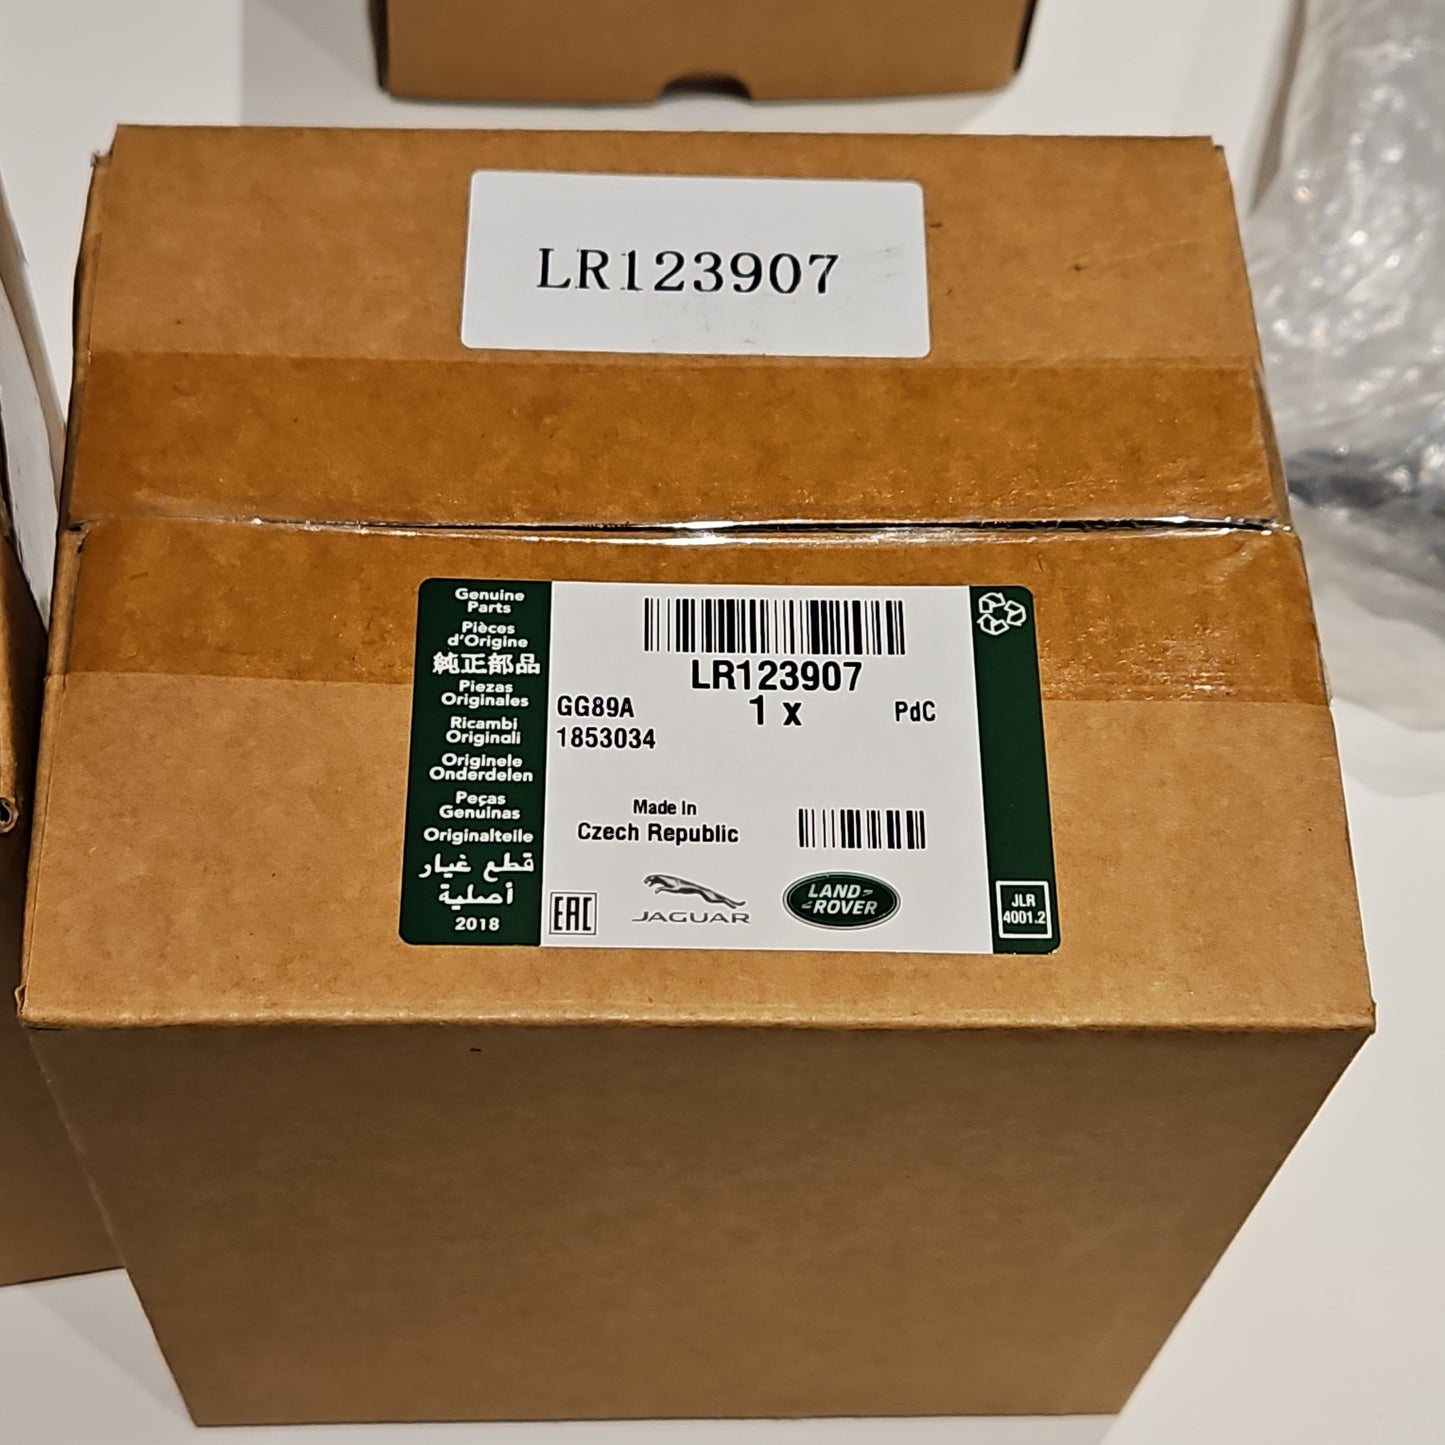 LR123907
Genuine
Parts
Pièces
d'Origine
純正部品
Piezas
Originales
Ricambi
Originali
Originele
Onderdelen
Peças
Genuinas
Originalteile
قطع غيار
أصلية
2018
LR123907
GG89A
1 x
PdC
1853034
Made In
Czech Republic
EAC
JAGUAR
LAND-
ROVER
JLR
4001.2